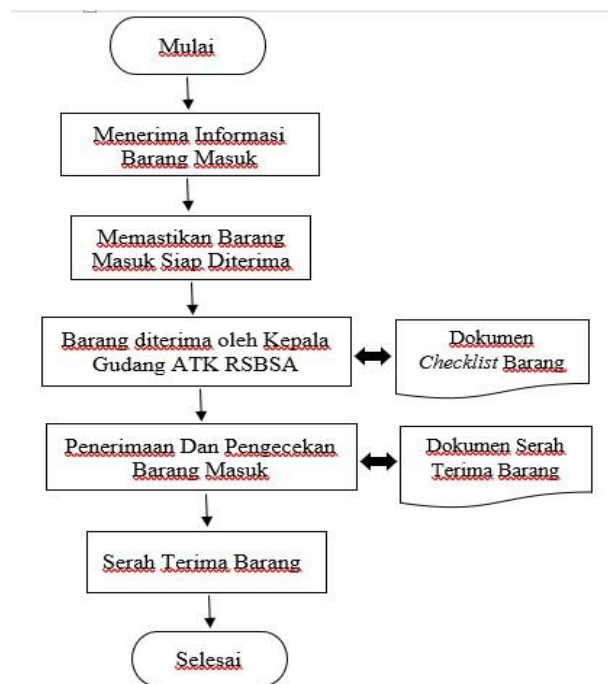 Mulai
Menerima Informasi
Barang Masuk
Memastikan Barang
Masuk Siap Diterima
Barang diterima oleh Kepala
Gudang ATK RSBSA
Dokumen
Checklist Barang
Penerimaan Dan Pengecekan
Barang Masuk
Dokumen Serah
Terima Barang
Serah Terima Barang
Selesai